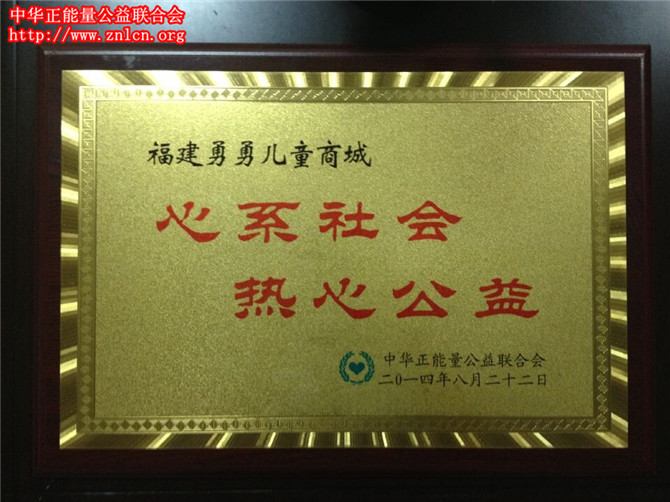 中华正能量公益联合会
http://www.znlcn.org
福建勇勇儿童商城
心系社会
热心公益
中华正能量公益联合会
二0一四年八月二十二日